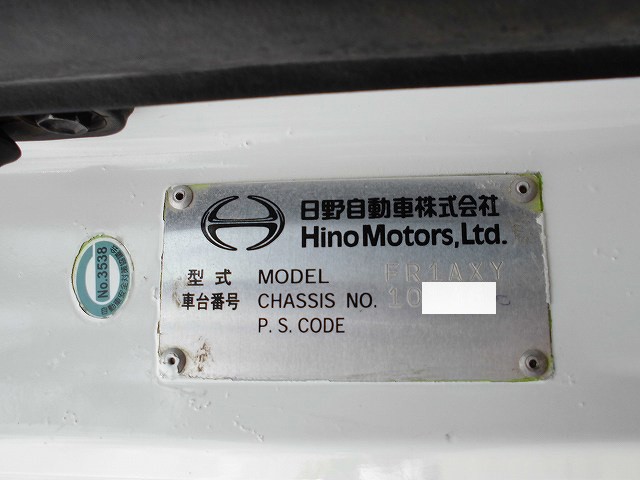 日野自動車株式会社
Hino Motors, Ltd.
型式 MODEL FR1AXY
車台番号 CHASSIS NO. 10
P.S.CODE
No.3538